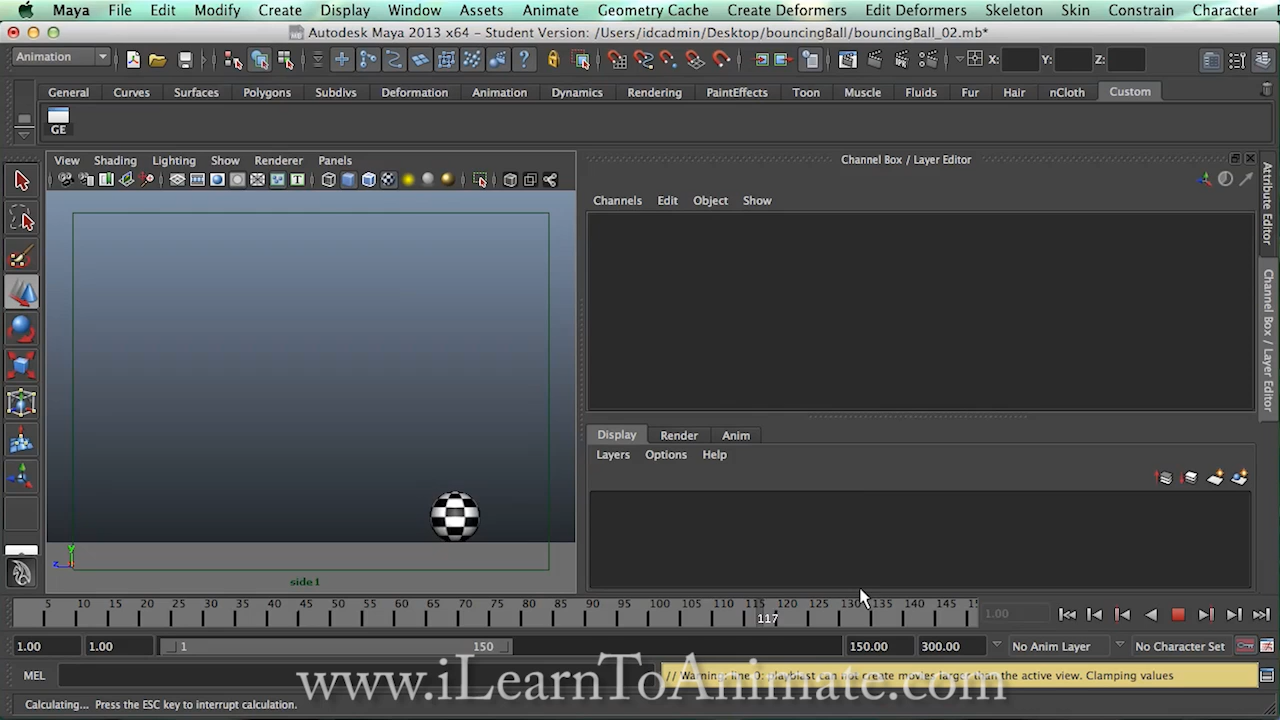 Maya File Edit Modify Create Display Window Assets Animate Geometry Cache Create Deformers Edit Deformers Skeleton Skin Constrain Character
Autodesk Maya 2013 x64 - Student Version: /Users/idcadmin/Desktop/bouncingBall/bouncingBall_02.mb*
Animation X: Y: Z:
General Curves Surfaces Polygons Subdivs Deformation Animation Dynamics Rendering PaintEffects Toon Muscle Fluids Fur Hair nCloth Custom
GE
View Shading Lighting Show Renderer Panels
Channel Box / Layer Editor
Attribute Editor
Channels Edit Object Show
Channel Box / Layer Editor
Display Render Anim
Layers Options Help
side1
5 10 15 20 25 30 35 40 45 50 55 60 65 70 75 80 85 90 95 100 105 110 115 120 125 130 135 140 145 1.00
117
1.00 1.00 1 150 150.00 300.00 No Anim Layer No Character Set
MEL // Warning: line 0: playblast can not create movies larger than the active view. Clamping values
www.iLearnToAnimate.com
Calculating... Press the ESC key to interrupt calculation.